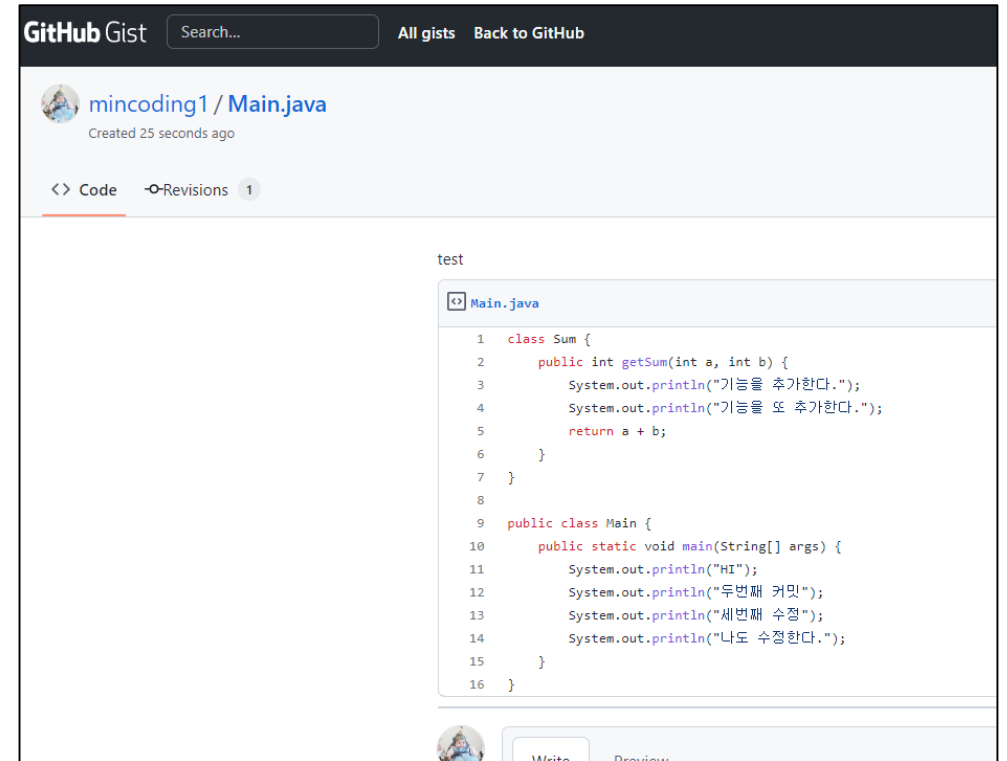 GitHub Gist Search... All gists Back to GitHub
mincoding1 / Main.java
Created 25 seconds ago
<> Code Revisions 1
test
Main.java
1 class Sum {
2     public int getSum(int a, int b) {
3         System.out.println("기능을 추가한다.");
4         System.out.println("기능을 또 추가한다.");
5         return a + b;
6     }
7 }
8
9 public class Main {
10     public static void main(String[] args) {
11         System.out.println("HI");
12         System.out.println("두번째 커밋");
13         System.out.println("세번째 수정");
14         System.out.println("나도 수정한다.");
15     }
16 }
Write Preview